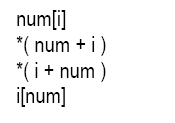 num[i]
*( num + i )
*( i + num )
i[num]